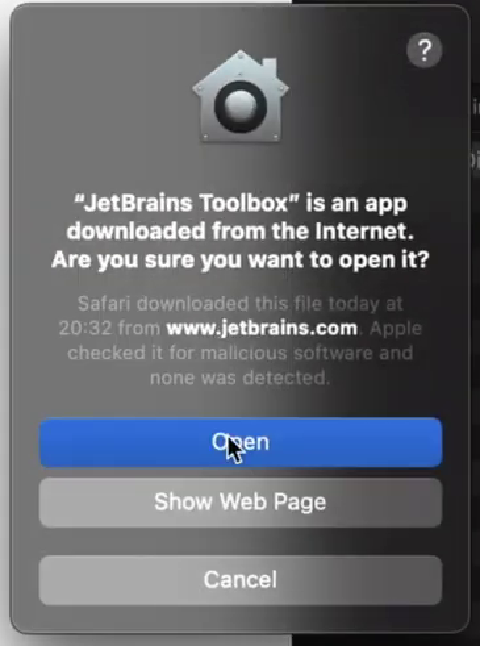 ?
“JetBrains Toolbox” is an app
downloaded from the Internet.
Are you sure you want to open it?
Safari downloaded this file today at
20:32 from www.jetbrains.com. Apple
checked it for malicious software and
none was detected.
Open
Show Web Page
Cancel